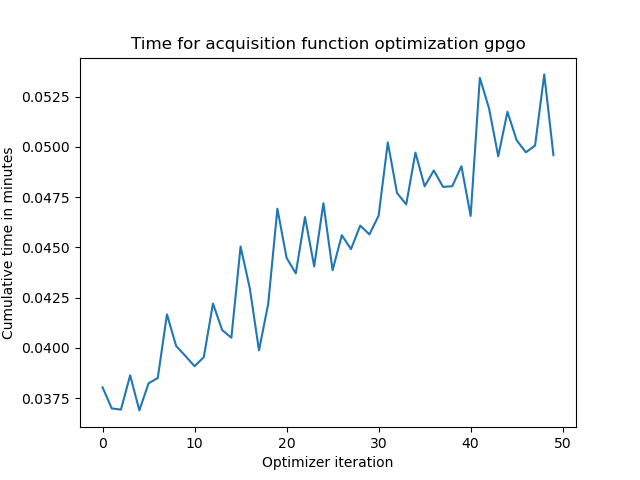 Time for acquisition function optimization gpgo
0.0525
0.0500
0.0475
0.0450
0.0425
0.0400
0.0375
Cumulative time in minutes
0 10 20 30 40 50
Optimizer iteration